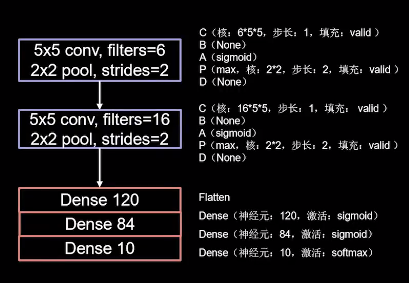 5x5 conv, filters=6
2x2 pool, strides=2
C（核：6*5*5，步长：1，填充：valid ）
B（None）
A（sigmoid）
P（max，核：2*2，步长：2，填充：valid ）
D（None）
5x5 conv, filters=16
2x2 pool, strides=2
C（核：16*5*5，步长：1，填充： valid ）
B（None）
A（sigmoid）
P（max，核：2*2，步长：2，填充：valid ）
D（None）
Flatten
Dense 120
Dense（神经元：120，激活：sigmoid）
Dense 84
Dense（神经元：84，激活：sigmoid）
Dense 10
Dense（神经元：10，激活：softmax）